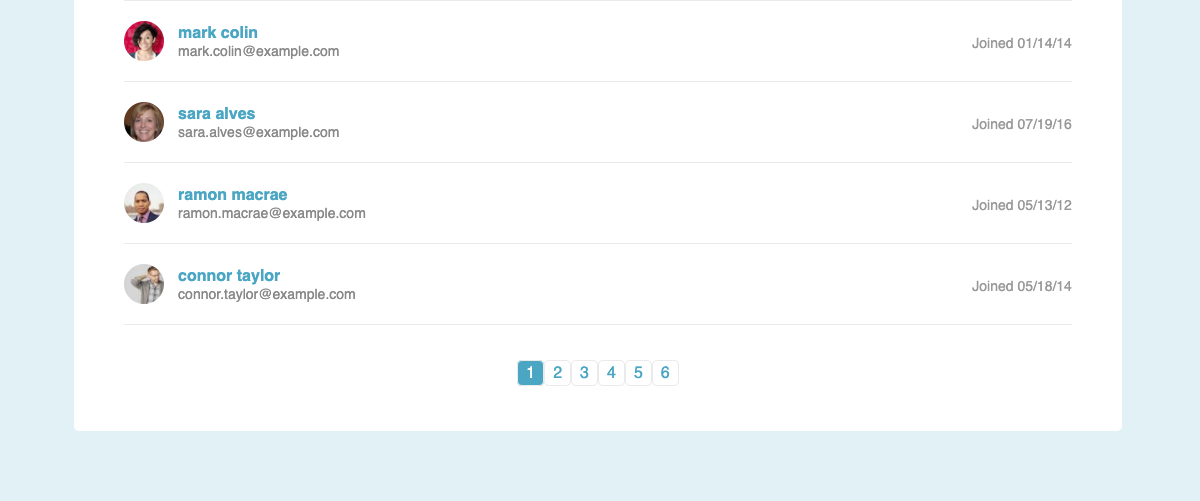 mark colin
mark.colin@example.com
Joined 01/14/14
sara alves
sara.alves@example.com
Joined 07/19/16
ramon macrae
ramon.macrae@example.com
Joined 05/13/12
connor taylor
connor.taylor@example.com
Joined 05/18/14
1 2 3 4 5 6